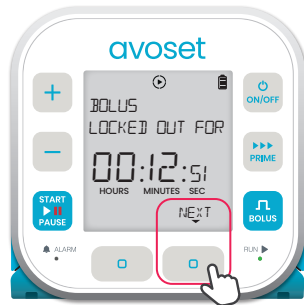 avoset
BOLUS
LOCKED OUT FOR
00:12:51
HOURS MINUTES SEC
NEXT
ON/OFF
PRIME
START
PAUSE
BOLUS
ALARM
RUN